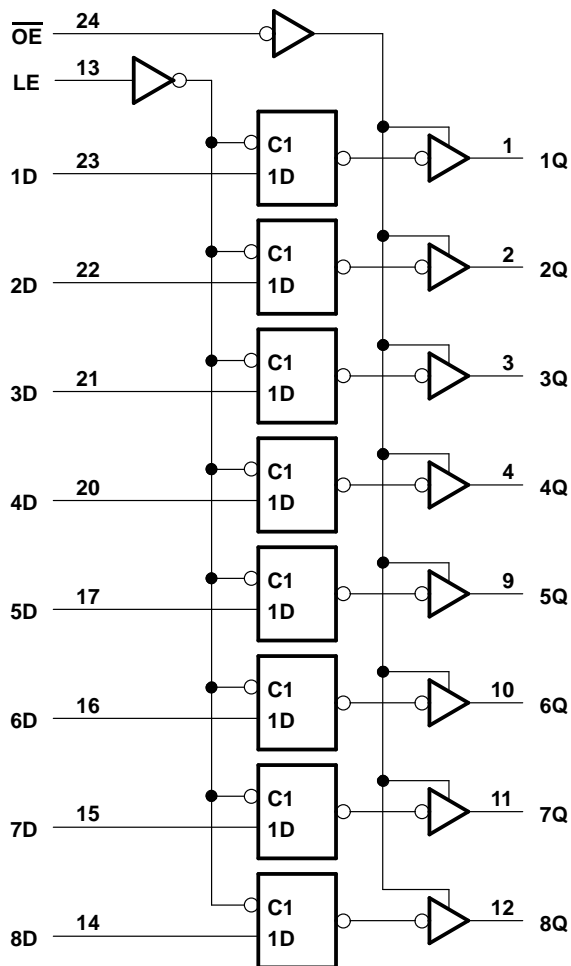 OE 24
LE 13
C1
1D 23 1D 1 1Q
C1
2D 22 1D 2 2Q
C1
3D 21 1D 3 3Q
C1
4D 20 1D 4 4Q
C1
5D 17 1D 9 5Q
C1
6D 16 1D 10 6Q
C1
7D 15 1D 11 7Q
C1
8D 14 1D 12 8Q